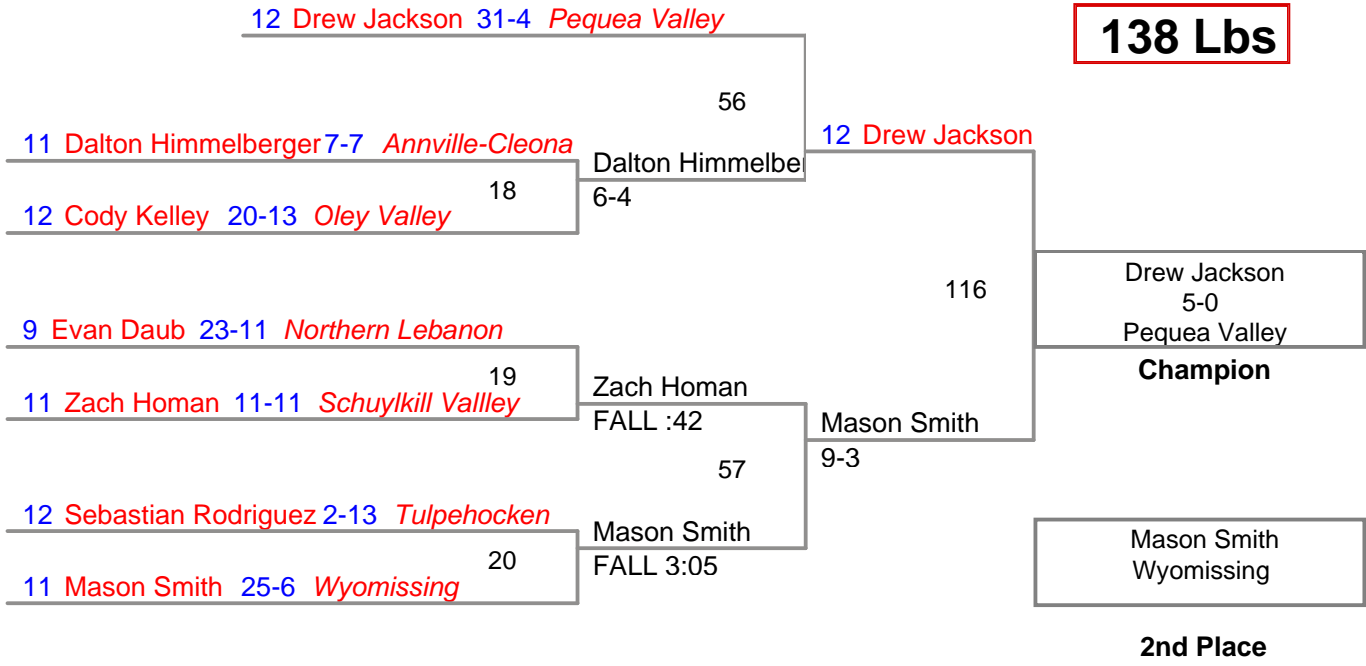 12 Drew Jackson 31-4 Pequea Valley
138 Lbs
56
11 Dalton Himmelberger 7-7 Annville-Cleona
12 Drew Jackson
Dalton Himmelber
18
6-4
12 Cody Kelley 20-13 Oley Valley
116
Drew Jackson
5-0
Pequea Valley
Champion
9 Evan Daub 23-11 Northern Lebanon
19
Zach Homan
11 Zach Homan 11-11 Schuylkill Vallley
FALL :42
Mason Smith
9-3
57
12 Sebastian Rodriguez 2-13 Tulpehocken
Mason Smith
20
FALL 3:05
11 Mason Smith 25-6 Wyomissing
Mason Smith
Wyomissing
2nd Place